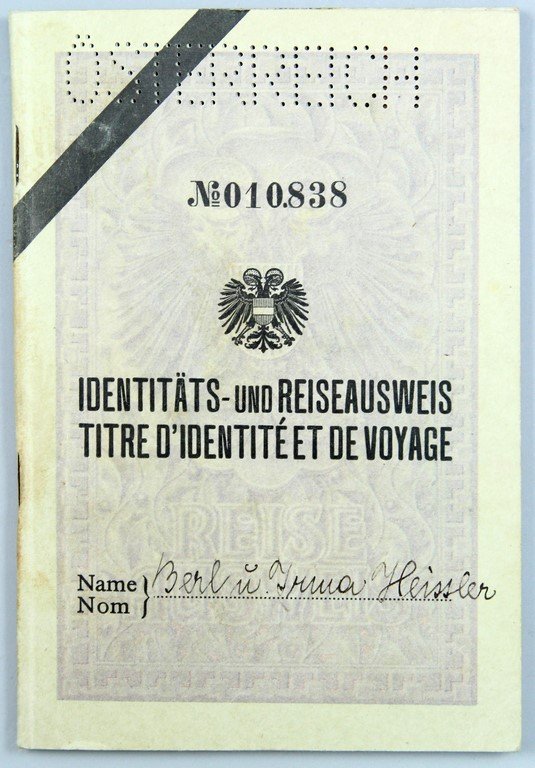 ÖSTERREICH
№010.838
IDENTITÄTS- UND REISEAUSWEIS
TITRE D'IDENTITÉ ET DE VOYAGE
REISE
Name } Berl u. Irma Heissler
Nom